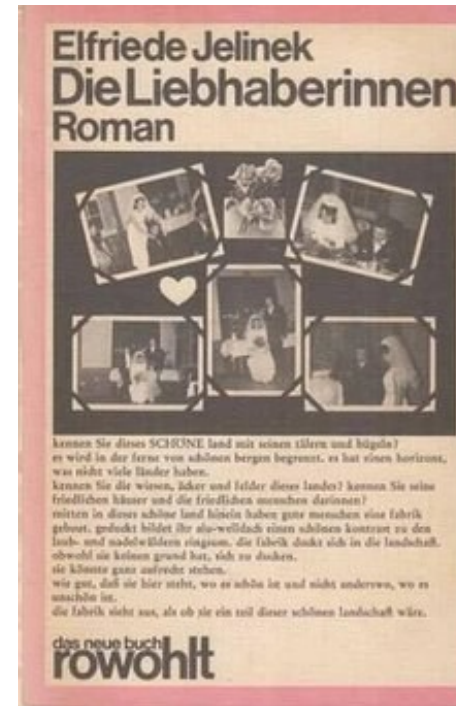 Elfriede Jelinek
Die Liebhaberinnen
Roman
kennen Sie dieses SCHÖNE land mit seinen tälern und hügeln?
es wird in der ferne von schönen bergen begrenzt. es hat einen horizont,
was nicht viele länder haben.
kennen Sie die wiesen, äcker und felder dieses landes? kennen Sie seine
friedlichen häuser und die friedlichen menschen darinnen?
mitten in dieses schöne land hinein haben gute menschen eine fabrik
gebaut. geduckt bildet ihr alu-welldach einen schönen kontrast zu den
laub- und nadelwäldern ringsum. die fabrik duckt sich in die landschaft.
obwohl sie keinen grund hat, sich zu ducken.
sie könnte ganz aufrecht stehen.
wie gut, daß sie hier steht, wo es schön ist und nicht anderswo, wo es
unschön ist.
die fabrik sieht aus, als ob sie ein teil dieser schönen landschaft wäre.
das neue buch
rowohlt